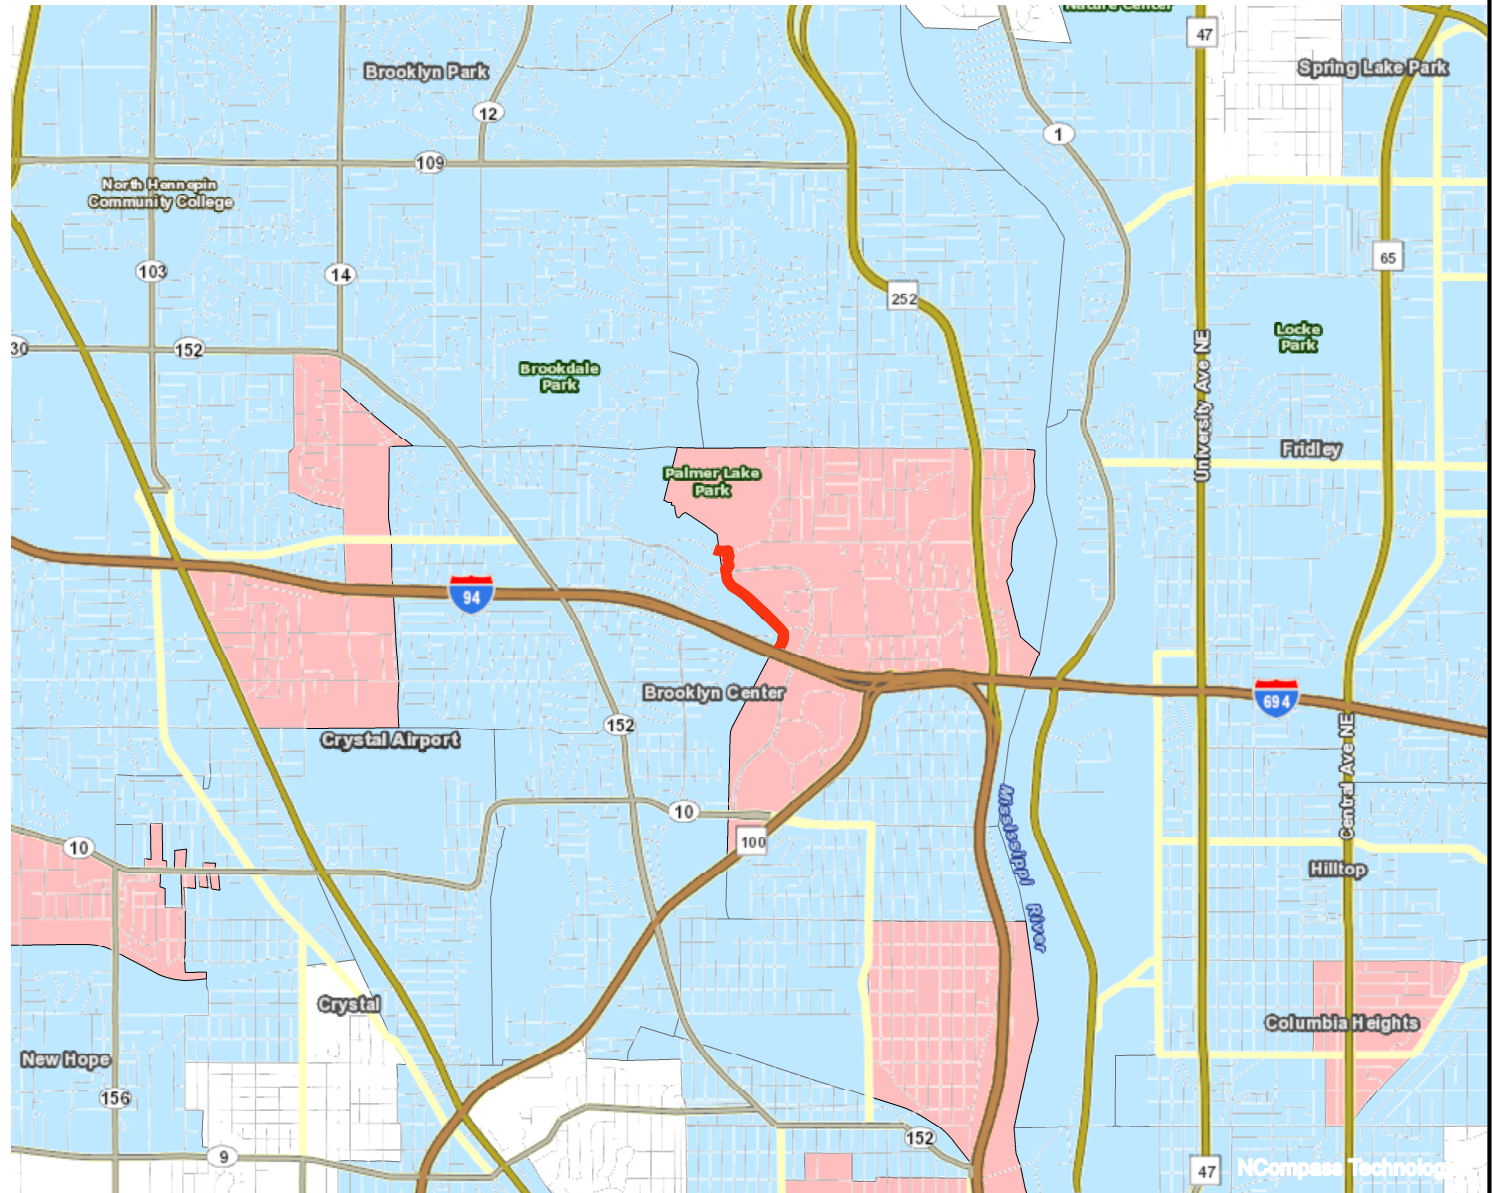 Nature Center
47
Brooklyn Park
Spring Lake Park
12
1
109
North Hennepin
Community College
103
14
65
252
30
152
Locke
Park
Brookdale
Park
University Ave NE
Fridley
Palmer Lake
Park
94
Brooklyn Center
694
152
Crystal Airport
Central Ave NE
Mississippi River
10
100
10
Hilltop
Crystal
Columbia Heights
New Hope
156
152
9
47
NCompass Technolog